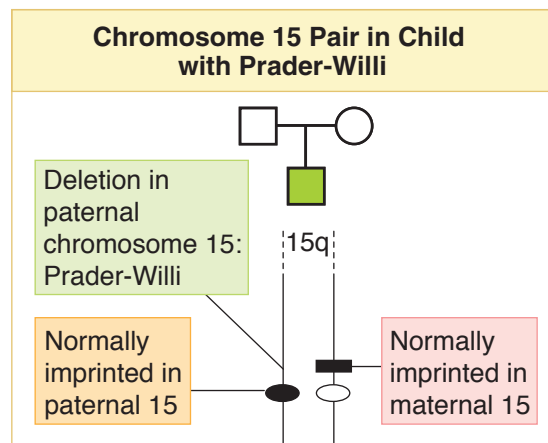 Chromosome 15 Pair in Child
with Prader-Willi
Deletion in
paternal
chromosome 15:
Prader-Willi
15q
Normally
imprinted in
paternal 15
Normally
imprinted in
maternal 15